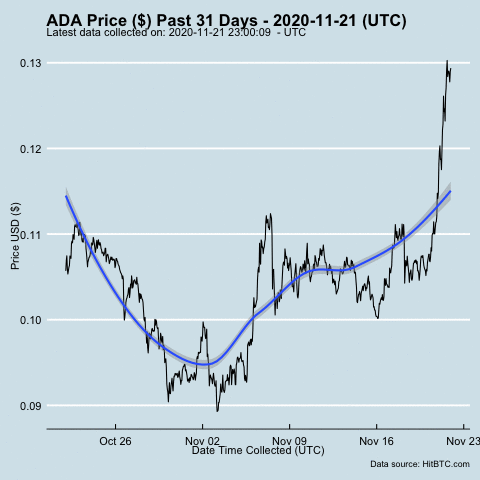 ADA Price ($) Past 31 Days - 2020-11-21 (UTC)
Latest data collected on: 2020-11-21 23:00:09 - UTC
0.13
0.12
0.11
0.10
0.09
Price USD ($)
Oct 26 Nov 02 Nov 09 Nov 16 Nov 23
Date Time Collected (UTC)
Data source: HitBTC.com